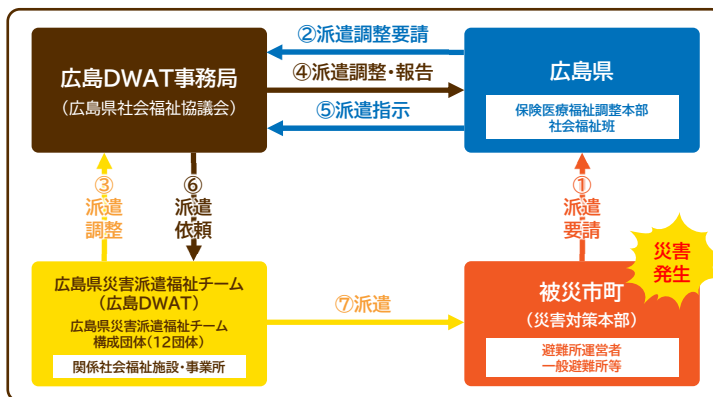 ②派遣調整要請
広島DWAT事務局
（広島県社会福祉協議会）
④派遣調整・報告
広島県
保険医療福祉調整本部
社会福祉班
⑤派遣指示
③
派遣
調整
⑥
派遣
依頼
①
派遣
要請
災害
発生
広島県災害派遣福祉チーム
（広島DWAT）
広島県災害派遣福祉チーム
構成団体（12団体）
関係社会福祉施設・事業所
⑦派遣
被災市町
（災害対策本部）
避難所運営者
一般避難所等